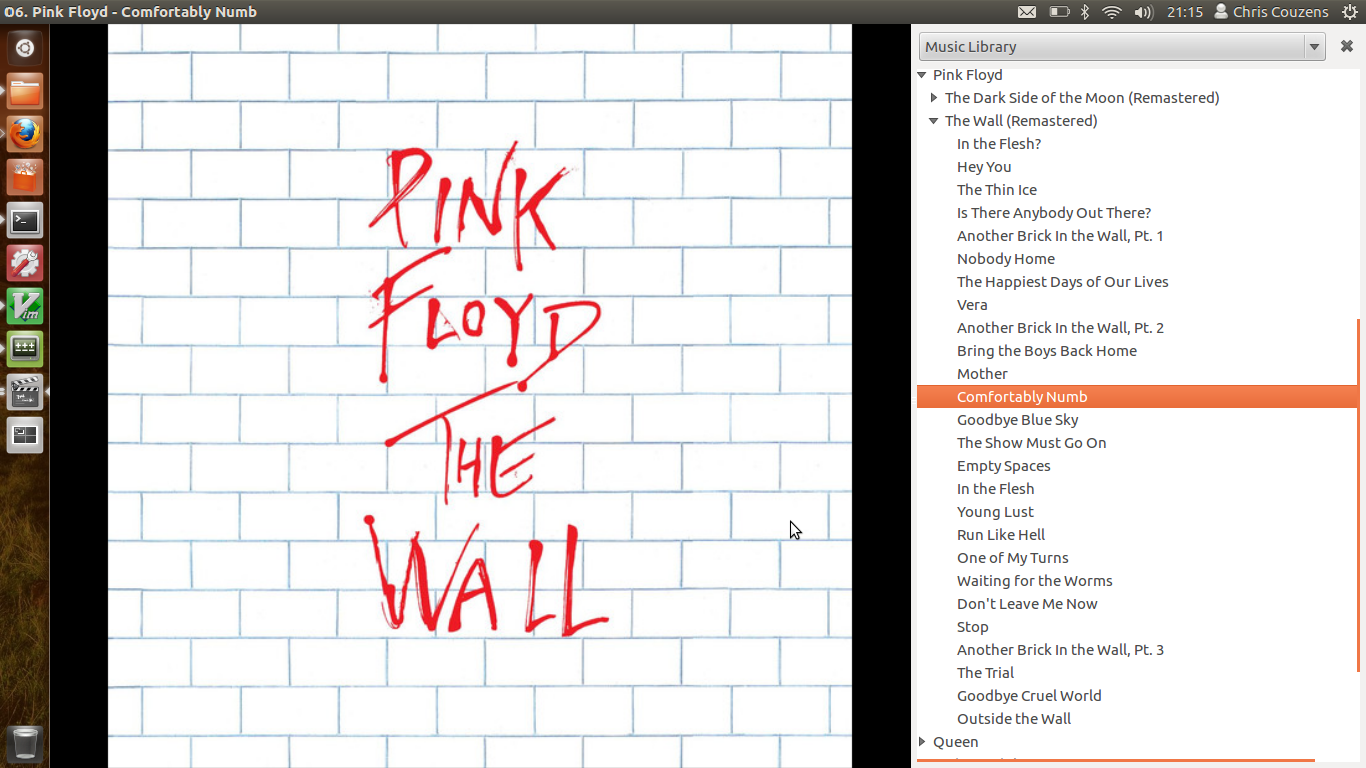 06. Pink Floyd - Comfortably Numb
21:15
Chris Couzens
Music Library
Pink Floyd
The Dark Side of the Moon (Remastered)
The Wall (Remastered)
In the Flesh?
Hey You
The Thin Ice
Is There Anybody Out There?
Another Brick In the Wall, Pt. 1
Nobody Home
The Happiest Days of Our Lives
Vera
Another Brick In the Wall, Pt. 2
Bring the Boys Back Home
Mother
Comfortably Numb
Goodbye Blue Sky
The Show Must Go On
Empty Spaces
In the Flesh
Young Lust
Run Like Hell
One of My Turns
Waiting for the Worms
Don't Leave Me Now
Stop
Another Brick In the Wall, Pt. 3
The Trial
Goodbye Cruel World
Outside the Wall
Queen
PINK
FLOYD
THE
WALL
Vim